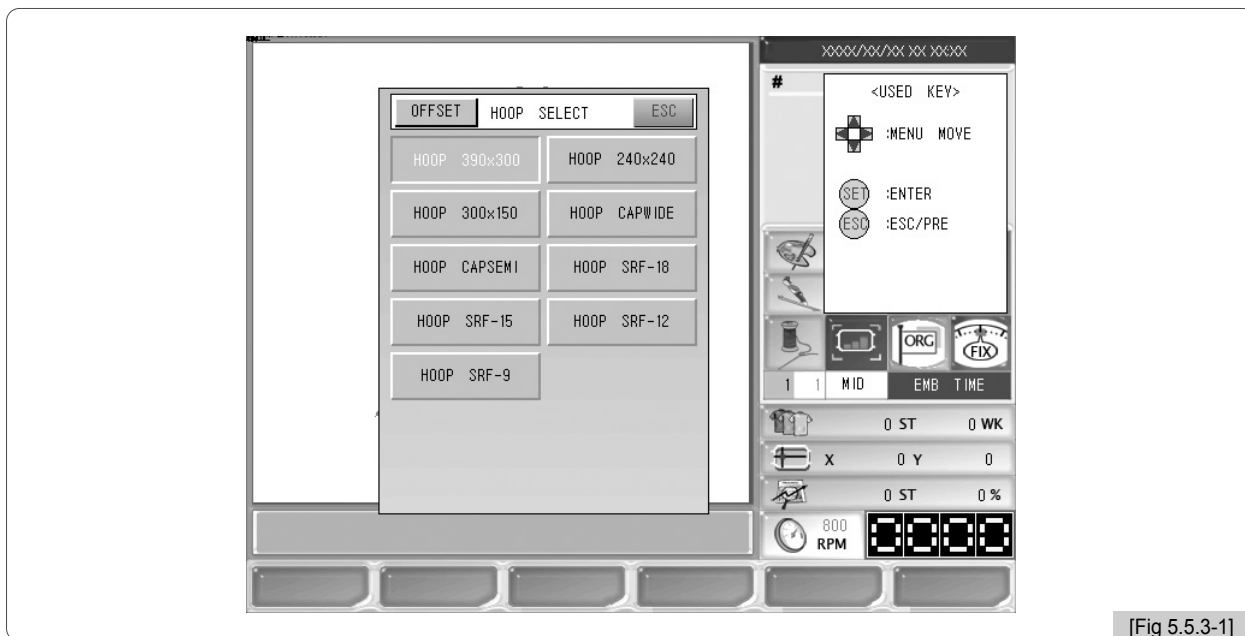 XXXX/XX/XX XX XX:XX
OFFSET HOOP SELECT ESC
HOOP 390x300 HOOP 240x240
HOOP 300x150 HOOP CAPWIDE
HOOP CAPSEMI HOOP SRF-18
HOOP SRF-15 HOOP SRF-12
HOOP SRF-9
#
<USED KEY>
:MENU MOVE
SET :ENTER
ESC :ESC/PRE
ORG FIX
1 1 MID EMB TIME
0 ST 0 WK
X 0 Y 0
0 ST 0 %
800
RPM
[Fig 5.5.3-1]